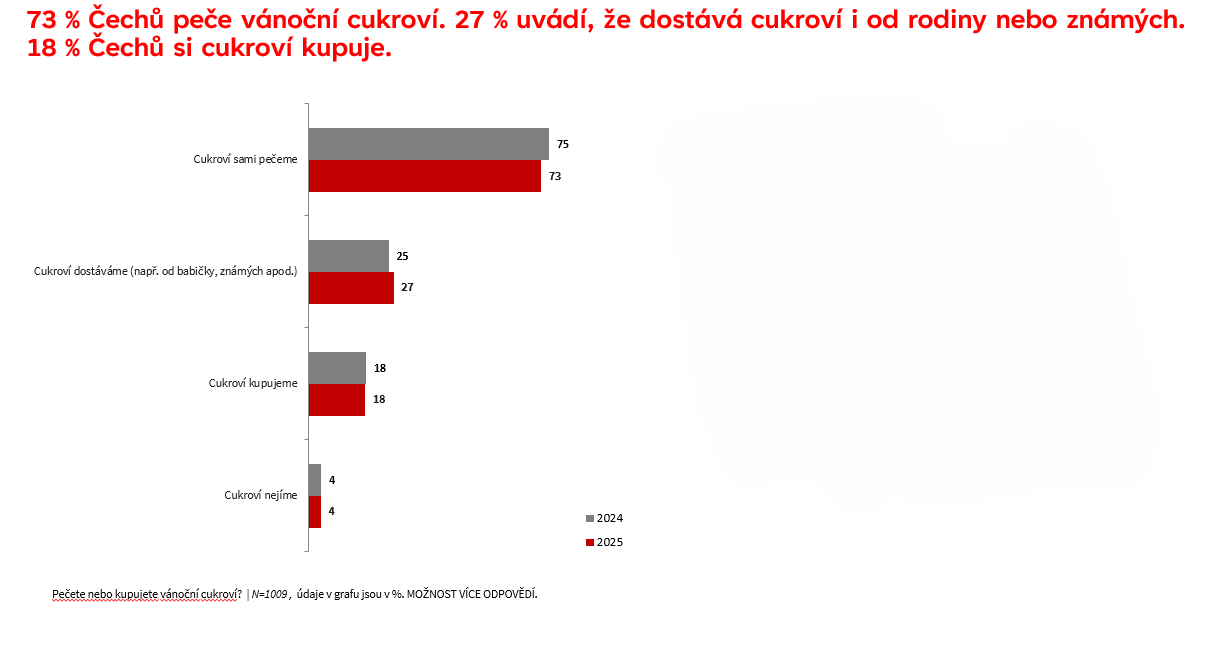 73 % Čechů peče vánoční cukroví. 27 % uvádí, že dostává cukroví i od rodiny nebo známých.
18 % Čechů si cukroví kupuje.
Cukroví sami pečeme
75
73
Cukroví dostáváme (např. od babičky, známých apod.)
25
27
Cukroví kupujeme
18
18
Cukroví nejíme
4
4
2024
2025
Pečete nebo kupujete vánoční cukroví? | N=1009 , údaje v grafu jsou v %. MOŽNOST VÍCE ODPOVĚDÍ.